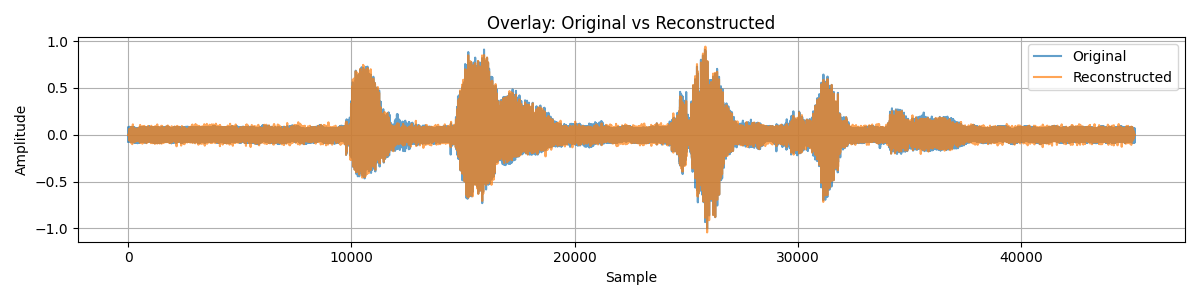 Overlay: Original vs Reconstructed
1.0
0.5
0.0
−0.5
−1.0
Amplitude
Original
Reconstructed
0 10000 20000 30000 40000
Sample